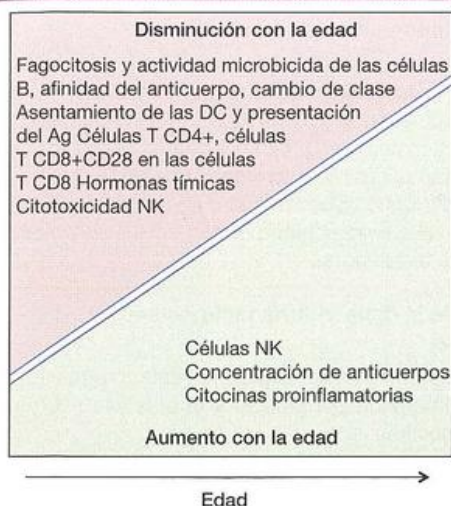 Disminución con la edad
Fagocitosis y actividad microbicida de las células
B, afinidad del anticuerpo, cambio de clase
Asentamiento de las DC y presentación
del Ag Células T CD4+, células
T CD8+CD28 en las células
T CD8 Hormonas tímicas
Citotoxicidad NK
Células NK
Concentración de anticuerpos
Citocinas proinflamatorias
Aumento con la edad
Edad